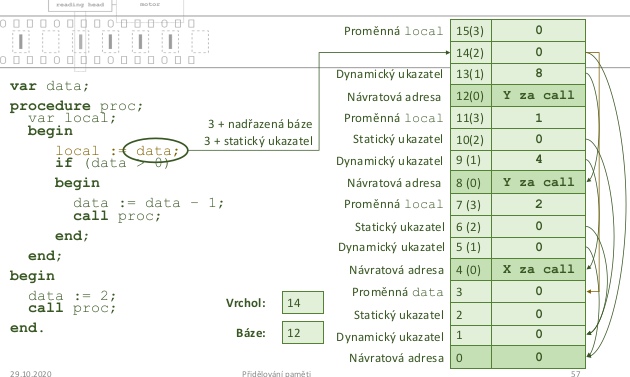 reading head
motor
var data;
procedure proc;
var local;
begin
local := data;
if (data > 0)
begin
data := data – 1;
call proc;
end;
end;
begin
data := 2;
call proc;
end.
3 + nadřazená báze
3 + statický ukazatel
Vrchol: 14
Báze: 12
Proměnná local 15(3) 0
14(2) 0
Dynamický ukazatel 13(1) 8
Návratová adresa 12(0) Y za call
Proměnná local 11(3) 1
Statický ukazatel 10(2) 0
Dynamický ukazatel 9 (1) 4
Návratová adresa 8 (0) Y za call
Proměnná local 7 (3) 2
Statický ukazatel 6 (2) 0
Dynamický ukazatel 5 (1) 0
Návratová adresa 4 (0) X za call
Proměnná data 3 0
Statický ukazatel 2 0
Dynamický ukazatel 1 0
Návratová adresa 0 0
29.10.2020
Přidělování paměti
57